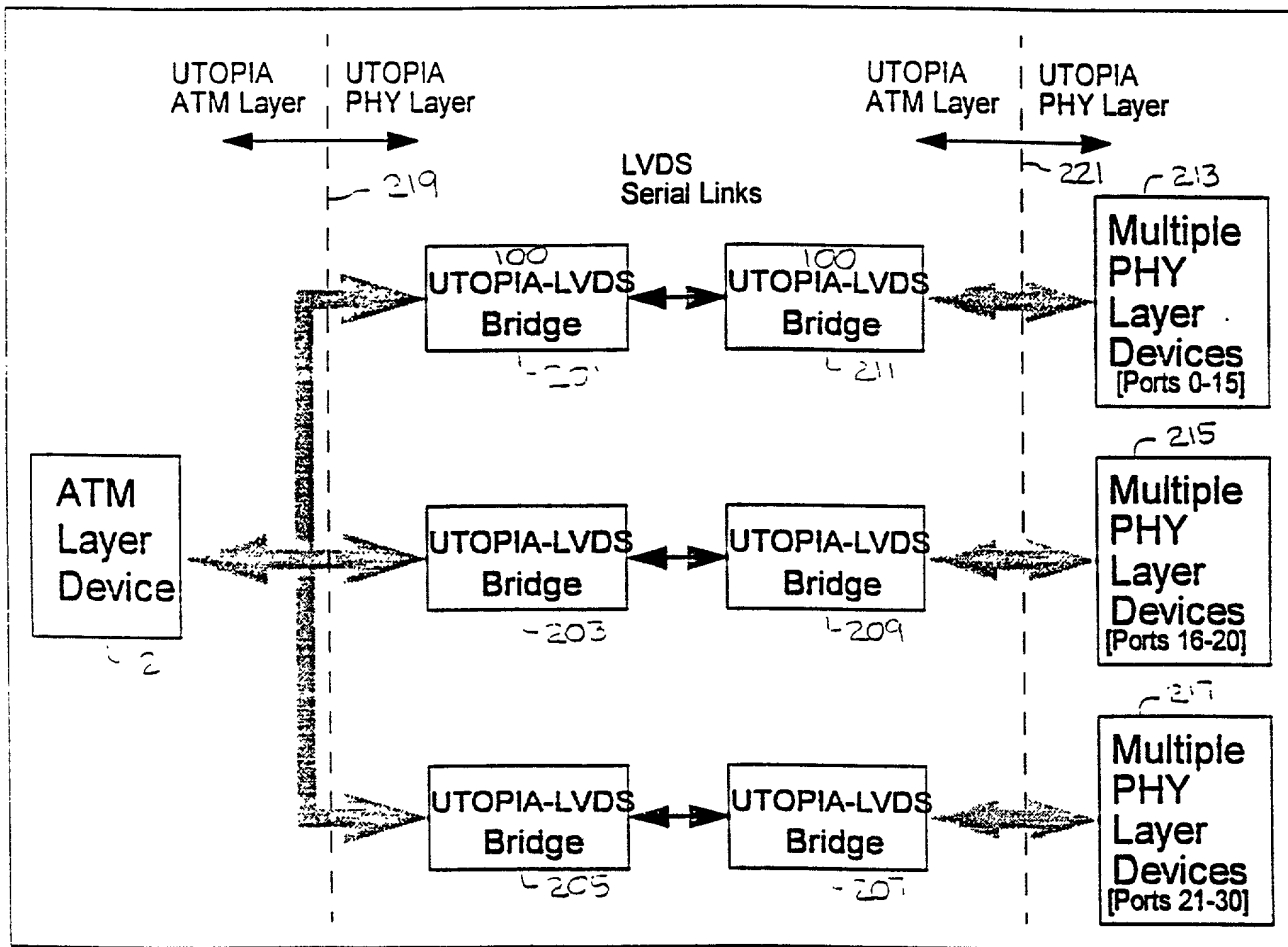 UTOPIA
ATM Layer
UTOPIA
PHY Layer
UTOPIA
ATM Layer
UTOPIA
PHY Layer
219
LVDS
Serial Links
221
213
100
UTOPIA-LVDS
Bridge
100
UTOPIA-LVDS
Bridge
211
Multiple
PHY
Layer
Devices
[Ports 0-15]
ATM
Layer
Device
2
UTOPIA-LVDS
Bridge
203
UTOPIA-LVDS
Bridge
209
215
Multiple
PHY
Layer
Devices
[Ports 16-20]
UTOPIA-LVDS
Bridge
205
UTOPIA-LVDS
Bridge
207
217
Multiple
PHY
Layer
Devices
[Ports 21-30]